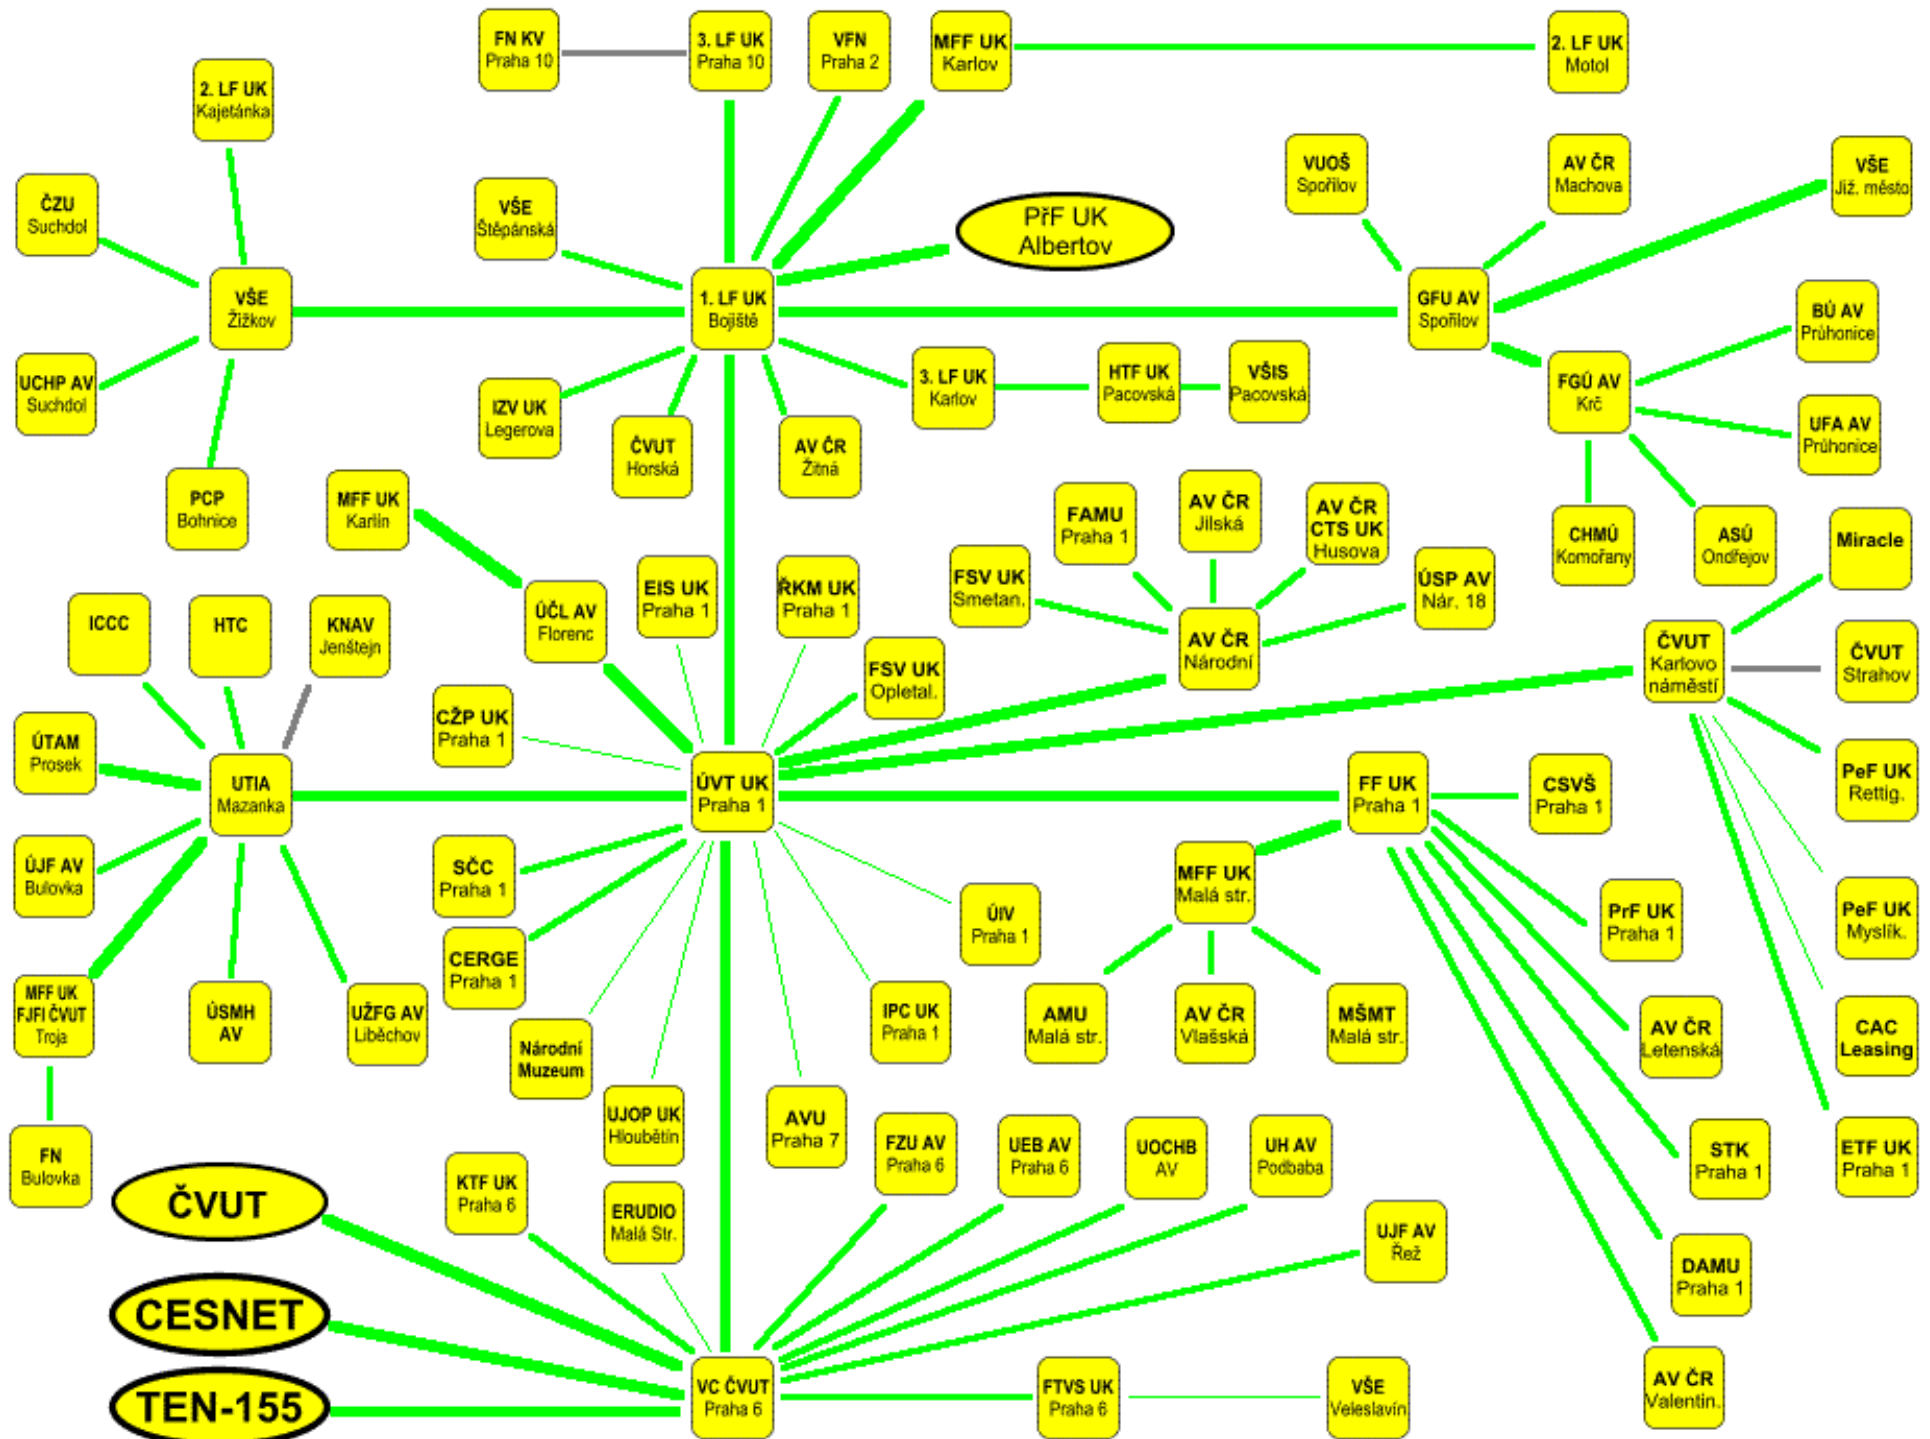 FN KV
Praha 10
3. LF UK
Praha 10
VFN
Praha 2
MFF UK
Karlov
2. LF UK
Motol
2. LF UK
Kajetánka
VUOŠ
Spořilov
AV ČR
Machova
VŠE
Již. město
ČZU
Suchdol
VŠE
Štěpánská
PřF UK
Albertov
VŠE
Žižkov
1. LF UK
Bojiště
GFU AV
Spořilov
BÚ AV
Průhonice
UCHP AV
Suchdol
IZV UK
Legerova
3. LF UK
Karlov
HTF UK
Pacovská
VŠIS
Pacovská
FGÚ AV
Krč
UFA AV
Průhonice
ČVUT
Horská
AV ČR
Žitná
PCP
Bohnice
MFF UK
Karlín
FAMU
Praha 1
AV ČR
Jilská
AV ČR
CTS UK
Husova
CHMÚ
Komořany
ASÚ
Ondřejov
Miracle
ICCC
HTC
KNAV
Jenštejn
ÚČL AV
Florenc
EIS UK
Praha 1
ŘKM UK
Praha 1
FSV UK
Smetan.
ÚSP AV
Nár. 18
AV ČR
Národní
FSV UK
Opletal.
ČVUT
Karlovo
náměstí
ČVUT
Strahov
CŽP UK
Praha 1
ÚTAM
Prosek
UTIA
Mazanka
ÚVT UK
Praha 1
FF UK
Praha 1
CSVŠ
Praha 1
PeF UK
Rettig.
ÚJF AV
Bulovka
SČC
Praha 1
MFF UK
Malá str.
PrF UK
Praha 1
PeF UK
Myslík.
CERGE
Praha 1
ÚIV
Praha 1
MFF UK
FJFI ČVUT
Troja
ÚSMH
AV
UŽFG AV
Liběchov
Národní
Muzeum
IPC UK
Praha 1
AMU
Malá str.
AV ČR
Vlašská
MŠMT
Malá str.
AV ČR
Letenská
CAC
Leasing
FN
Bulovka
UJOP UK
Hloubětín
AVU
Praha 7
FZU AV
Praha 6
UEB AV
Praha 6
UOCHB
AV
UH AV
Podbaba
STK
Praha 1
ETF UK
Praha 1
ČVUT
KTF UK
Praha 6
ERUDIO
Malá Str.
UJF AV
Řež
DAMU
Praha 1
CESNET
TEN-155
VC ČVUT
Praha 6
FTVS UK
Praha 6
VŠE
Veleslavín
AV ČR
Valentin.